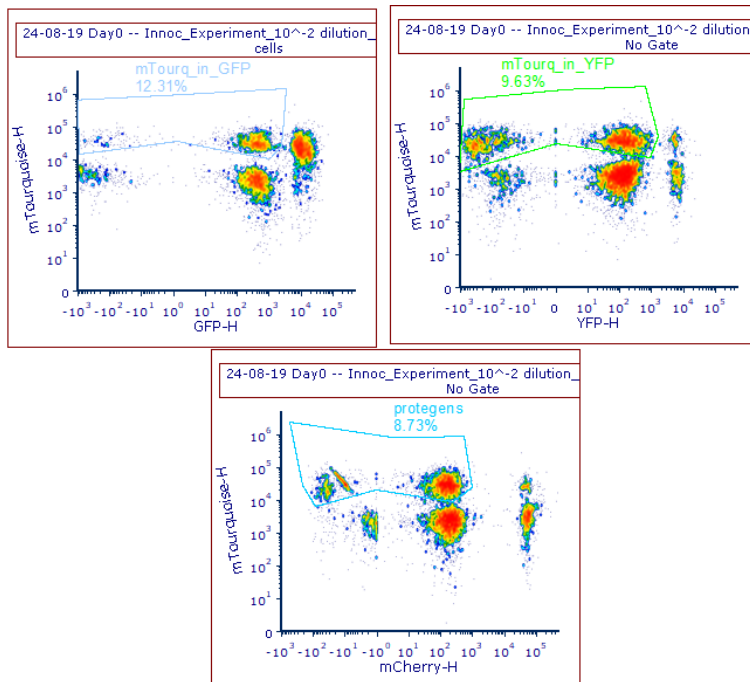 24-08-19 Day0 -- Innoc_Experiment_10^-2 dilution_
cells
mTourq_in_GFP
12.31%
10^6
10^5
10^4
10^3
10^2
10^1
0
mTourquoise-H
-10^3 -10^2 -10^1 10^0 10^1 10^2 10^3 10^4 10^5
GFP-H
24-08-19 Day0 -- Innoc_Experiment_10^-2 dilution_
No Gate
mTourq_in_YFP
9.63%
10^6
10^5
10^4
10^3
10^2
10^1
0
mTourquoise-H
-10^3 -10^2 -10^1 0 10^1 10^2 10^3 10^4 10^5
YFP-H
24-08-19 Day0 -- Innoc_Experiment_10^-2 dilution_
No Gate
protegens
8.73%
10^6
10^5
10^4
10^3
10^2
10^1
0
mTourquoise-H
-10^3 -10^2 -10^1 -10^0 10^1 10^2 10^3 10^4 10^5
mCherry-H